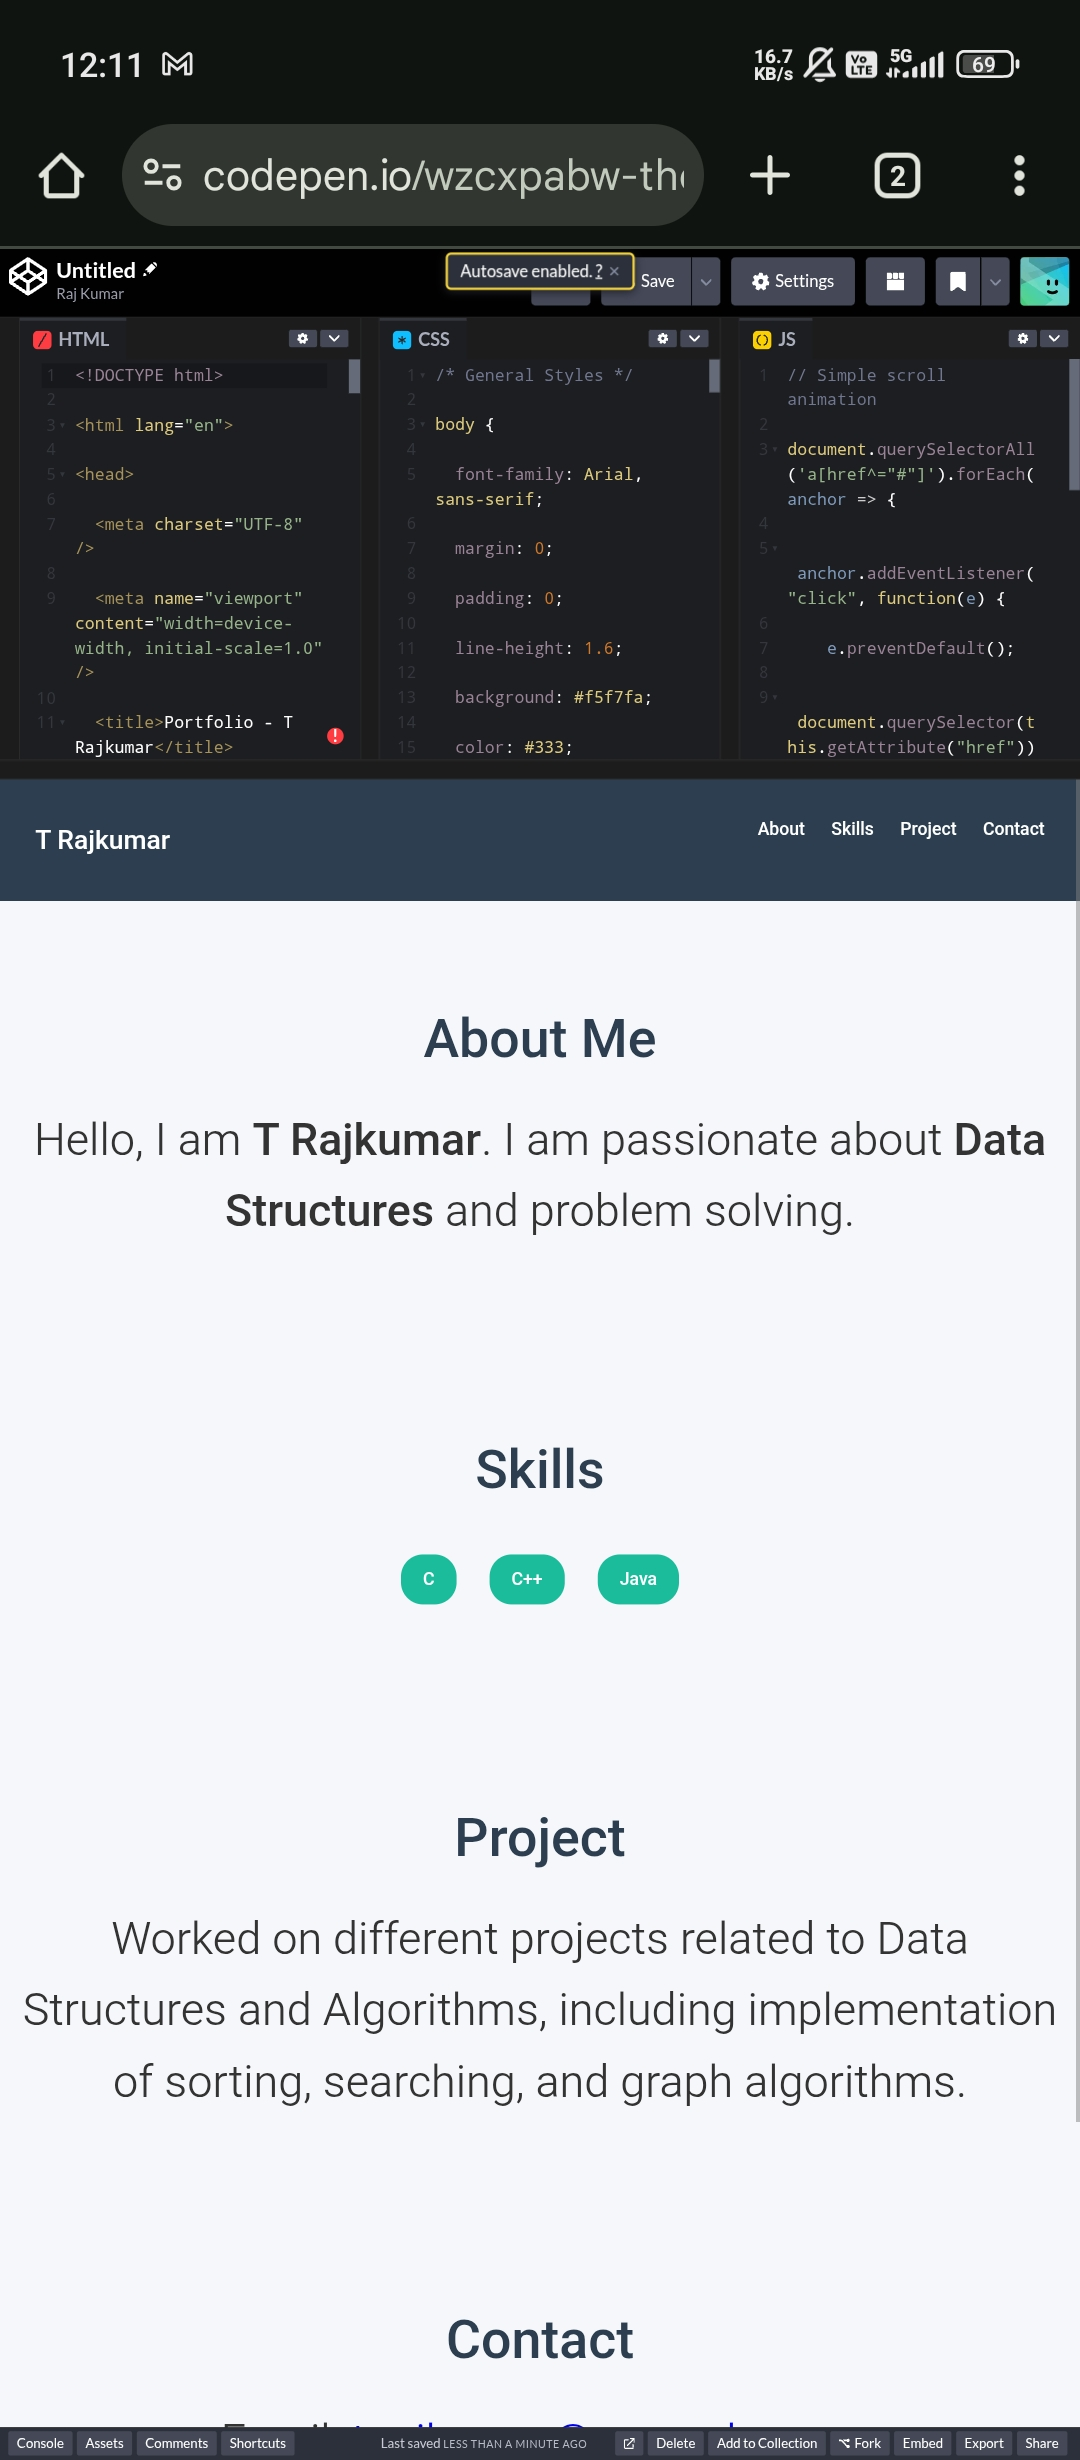 12:11
16.7
KB/s
Vo
LTE
5G
69
codepen.io/wzcxpabw-the
2
Untitled
Raj Kumar
Autosave enabled. ? ×
Save
Settings
HTML
1 <!DOCTYPE html>
2
3 <html lang="en">
4
5 <head>
6
7 <meta charset="UTF-8"
/>
8
9 <meta name="viewport"
content="width=device-
width, initial-scale=1.0"
/>
10
11 <title>Portfolio - T
Rajkumar</title>
CSS
1 /* General Styles */
2
3 body {
4
5 font-family: Arial,
sans-serif;
6
7 margin: 0;
8
9 padding: 0;
10
11 line-height: 1.6;
12
13 background: #f5f7fa;
14
15 color: #333;
JS
1 // Simple scroll
animation
2
3 document.querySelectorAll
('a[href^="#"]').forEach(
anchor => {
4
5
anchor.addEventListener(
"click", function(e) {
6
7 e.preventDefault();
8
9
document.querySelector(t
his.getAttribute("href"))
T Rajkumar
About Skills Project Contact
About Me
Hello, I am T Rajkumar. I am passionate about Data
Structures and problem solving.
Skills
C C++ Java
Project
Worked on different projects related to Data
Structures and Algorithms, including implementation
of sorting, searching, and graph algorithms.
Contact
Console Assets Comments Shortcuts Last saved LESS THAN A MINUTE AGO Delete Add to Collection Fork Embed Export Share